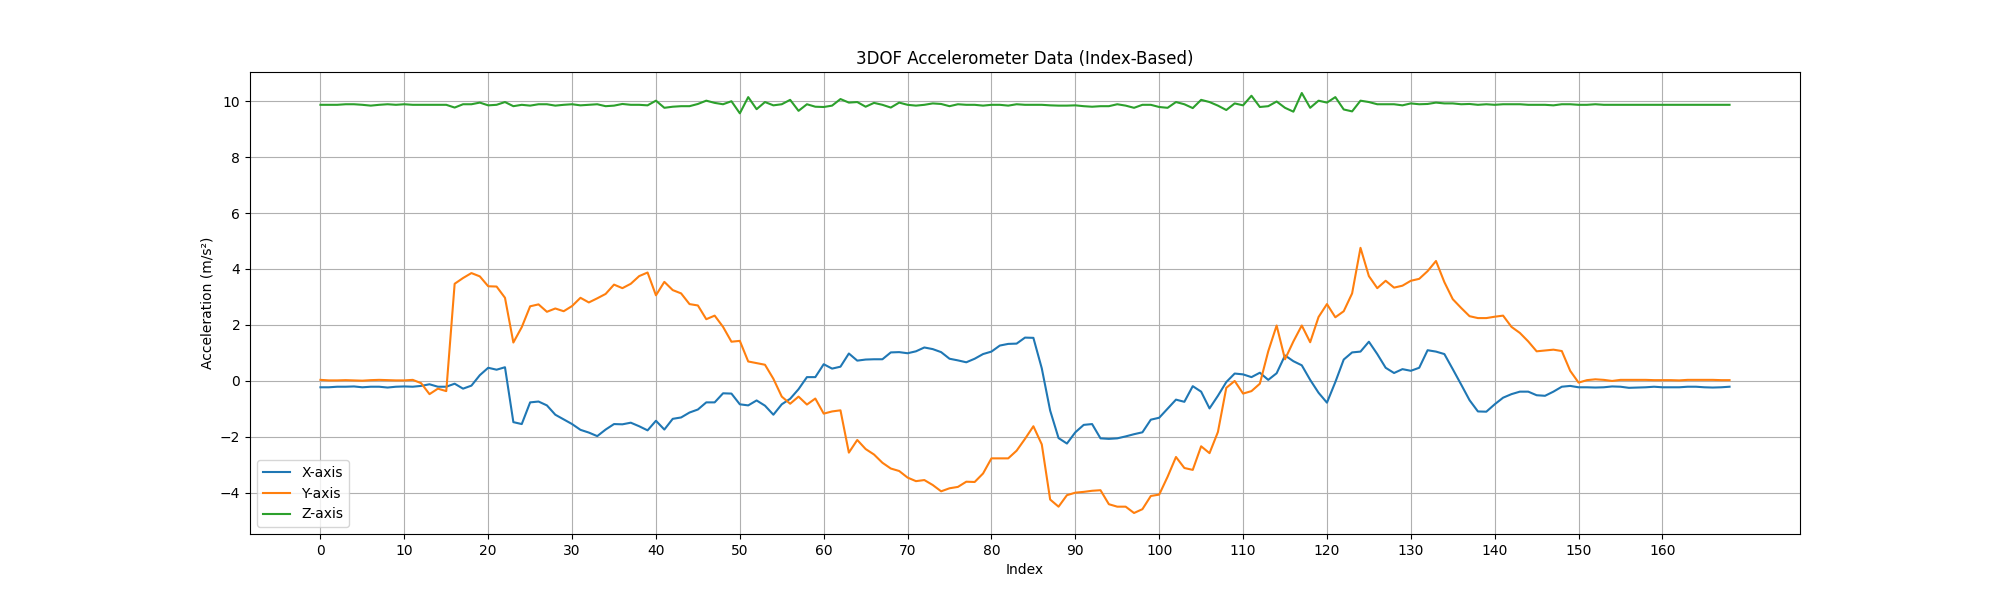 3DOF Accelerometer Data (Index-Based)
Acceleration (m/s²)
10
8
6
4
2
0
−2
−4
X-axis
Y-axis
Z-axis
0 10 20 30 40 50 60 70 80 90 100 110 120 130 140 150 160
Index